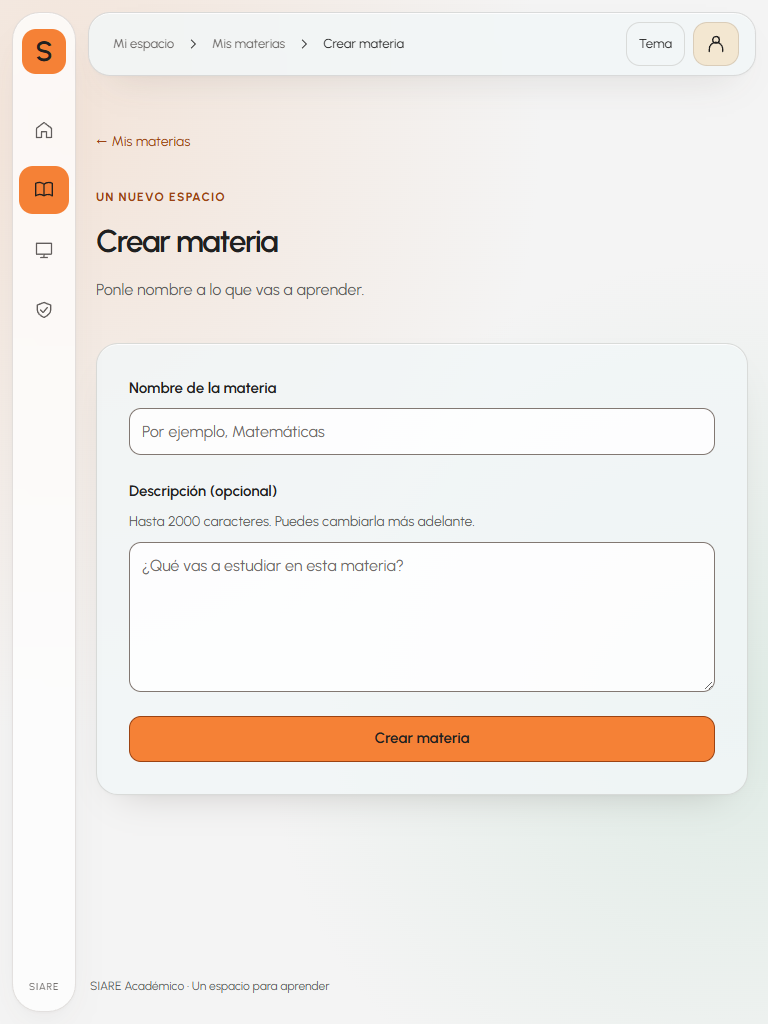 S
Mi espacio > Mis materias > Crear materia
Tema
← Mis materias
UN NUEVO ESPACIO
Crear materia
Ponle nombre a lo que vas a aprender.
Nombre de la materia
Por ejemplo, Matemáticas
Descripción (opcional)
Hasta 2000 caracteres. Puedes cambiarla más adelante.
¿Qué vas a estudiar en esta materia?
Crear materia
SIARE
SIARE Académico · Un espacio para aprender